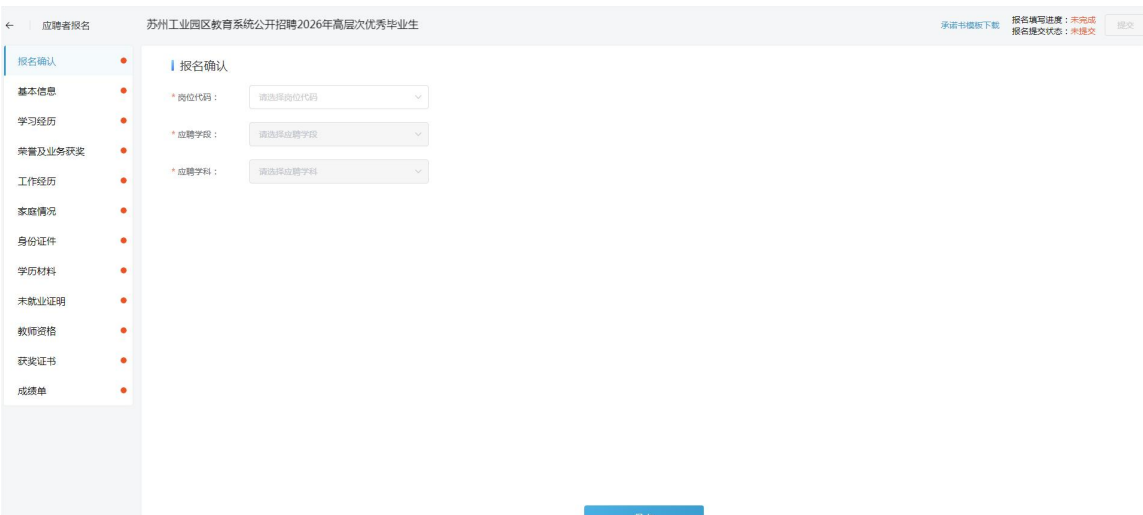 ← 应聘者报名
苏州工业园区教育系统公开招聘2026年高层次优秀毕业生
承诺书模板下载
报名填写进度：未完成
报名提交状态：未提交
提交
报名确认
基本信息
学习经历
荣誉及业务获奖
工作经历
家庭情况
身份证件
学历材料
未就业证明
教师资格
获奖证书
成绩单
报名确认
* 岗位代码： 请选择岗位代码
* 应聘学段： 请选择应聘学段
* 应聘学科： 请选择应聘学科